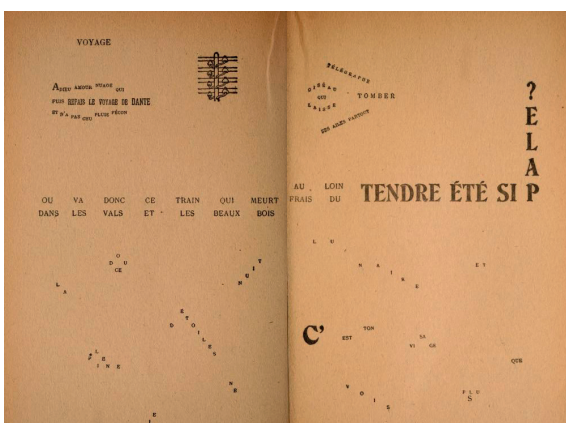 VOYAGE
ADIEU AMOUR NUAGE QUI
FUIS REFAIS LE VOYAGE DE DANTE
ET N'A PAS CHU PLUIE FÉCON
TÉLÉGRAPHE
OISEAU
QUI
LAISSE
TOMBER
SES AILES PARTOUT
OU VA DONC CE TRAIN QUI MEURT AU LOIN
DANS LES VALS ET LES BEAUX BOIS FRAIS DU TENDRE ÉTÉ SI PALE?
LA
DOUCE
NUIT
LUNAIRE ET
PLEINE
D ETOILES
C'EST TON
VISAGE
QUE
VOIS
PLUS